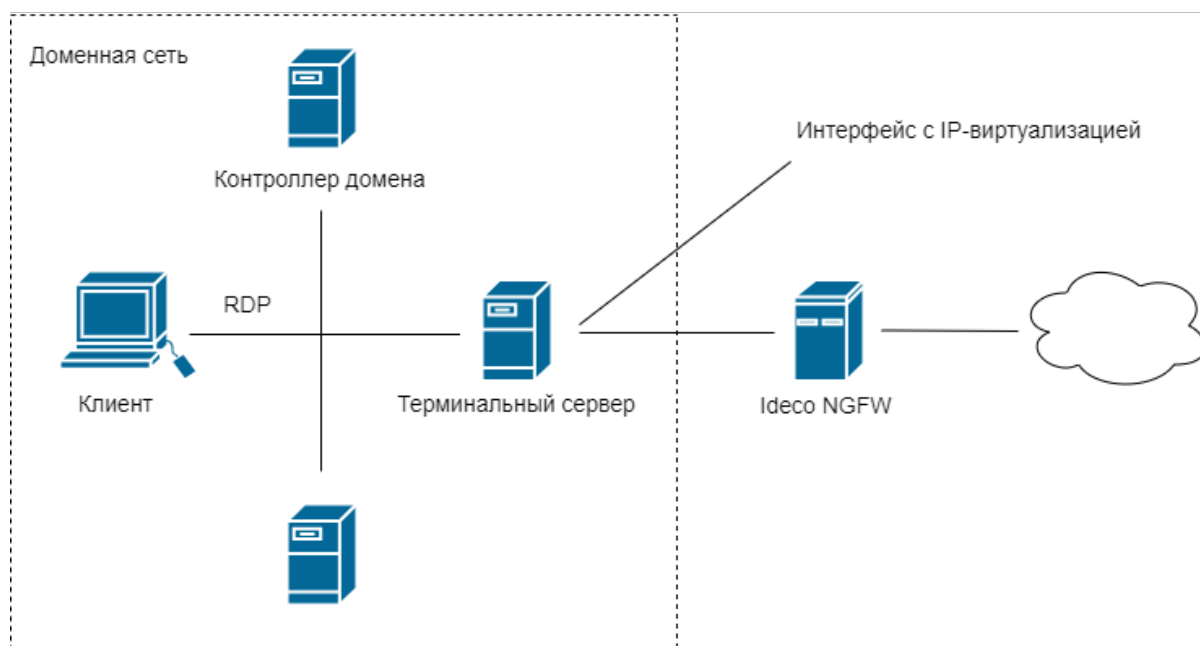 Доменная сеть
Интерфейс с IP-виртуализацией
Контроллер домена
RDP
Клиент
Терминальный сервер
Ideco NGFW